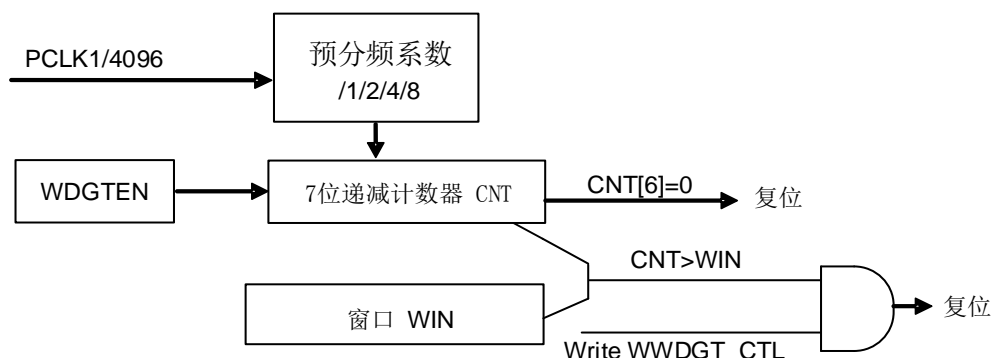 PCLK1/4096
预分频系数
/1/2/4/8
WDGTEN
7位递减计数器 CNT
CNT[6]=0
复位
CNT>WIN
窗口 WIN
复位
Write WWDGT_CTL